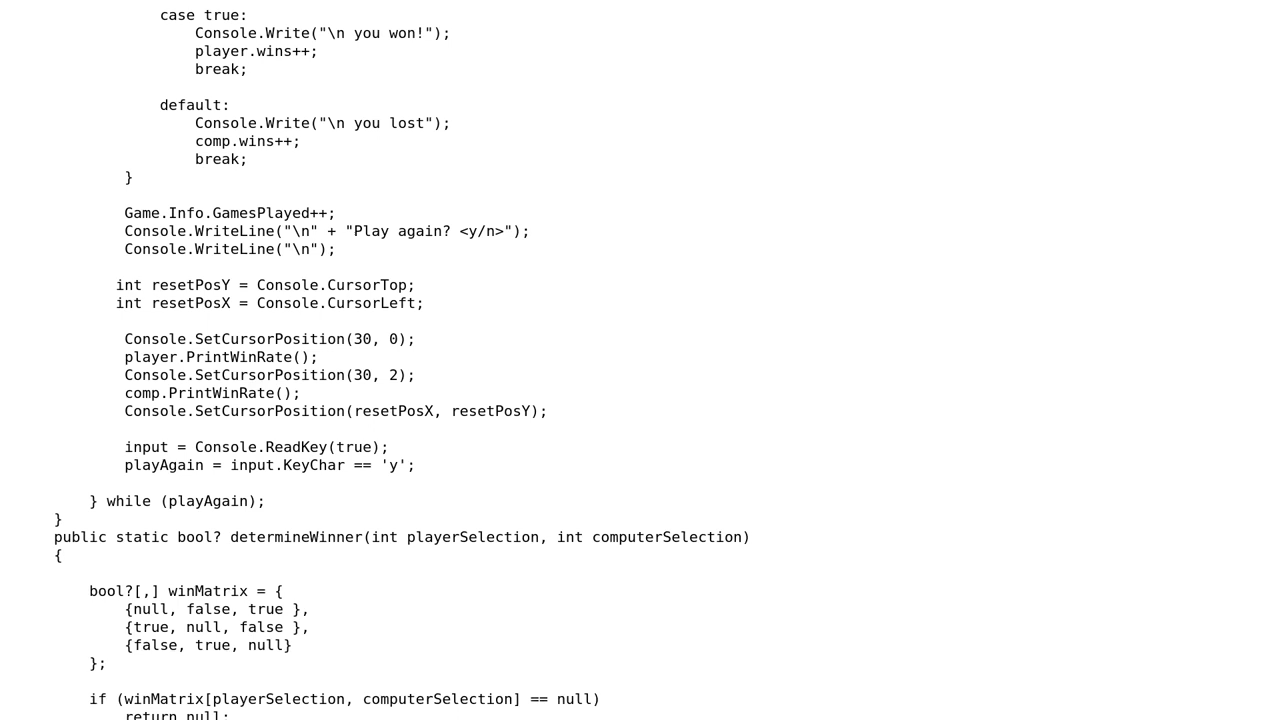 case true:
Console.Write("\n you won!");
player.wins++;
break;
default:
Console.Write("\n you lost");
comp.wins++;
break;
}
Game.Info.GamesPlayed++;
Console.WriteLine("\n" + "Play again? <y/n>");
Console.WriteLine("\n");
int resetPosY = Console.CursorTop;
int resetPosX = Console.CursorLeft;
Console.SetCursorPosition(30, 0);
player.PrintWinRate();
Console.SetCursorPosition(30, 2);
comp.PrintWinRate();
Console.SetCursorPosition(resetPosX, resetPosY);
input = Console.ReadKey(true);
playAgain = input.KeyChar == 'y';
} while (playAgain);
}
public static bool? determineWinner(int playerSelection, int computerSelection)
{
bool?[,] winMatrix = {
{null, false, true },
{true, null, false },
{false, true, null}
};
if (winMatrix[playerSelection, computerSelection] == null)
return null;